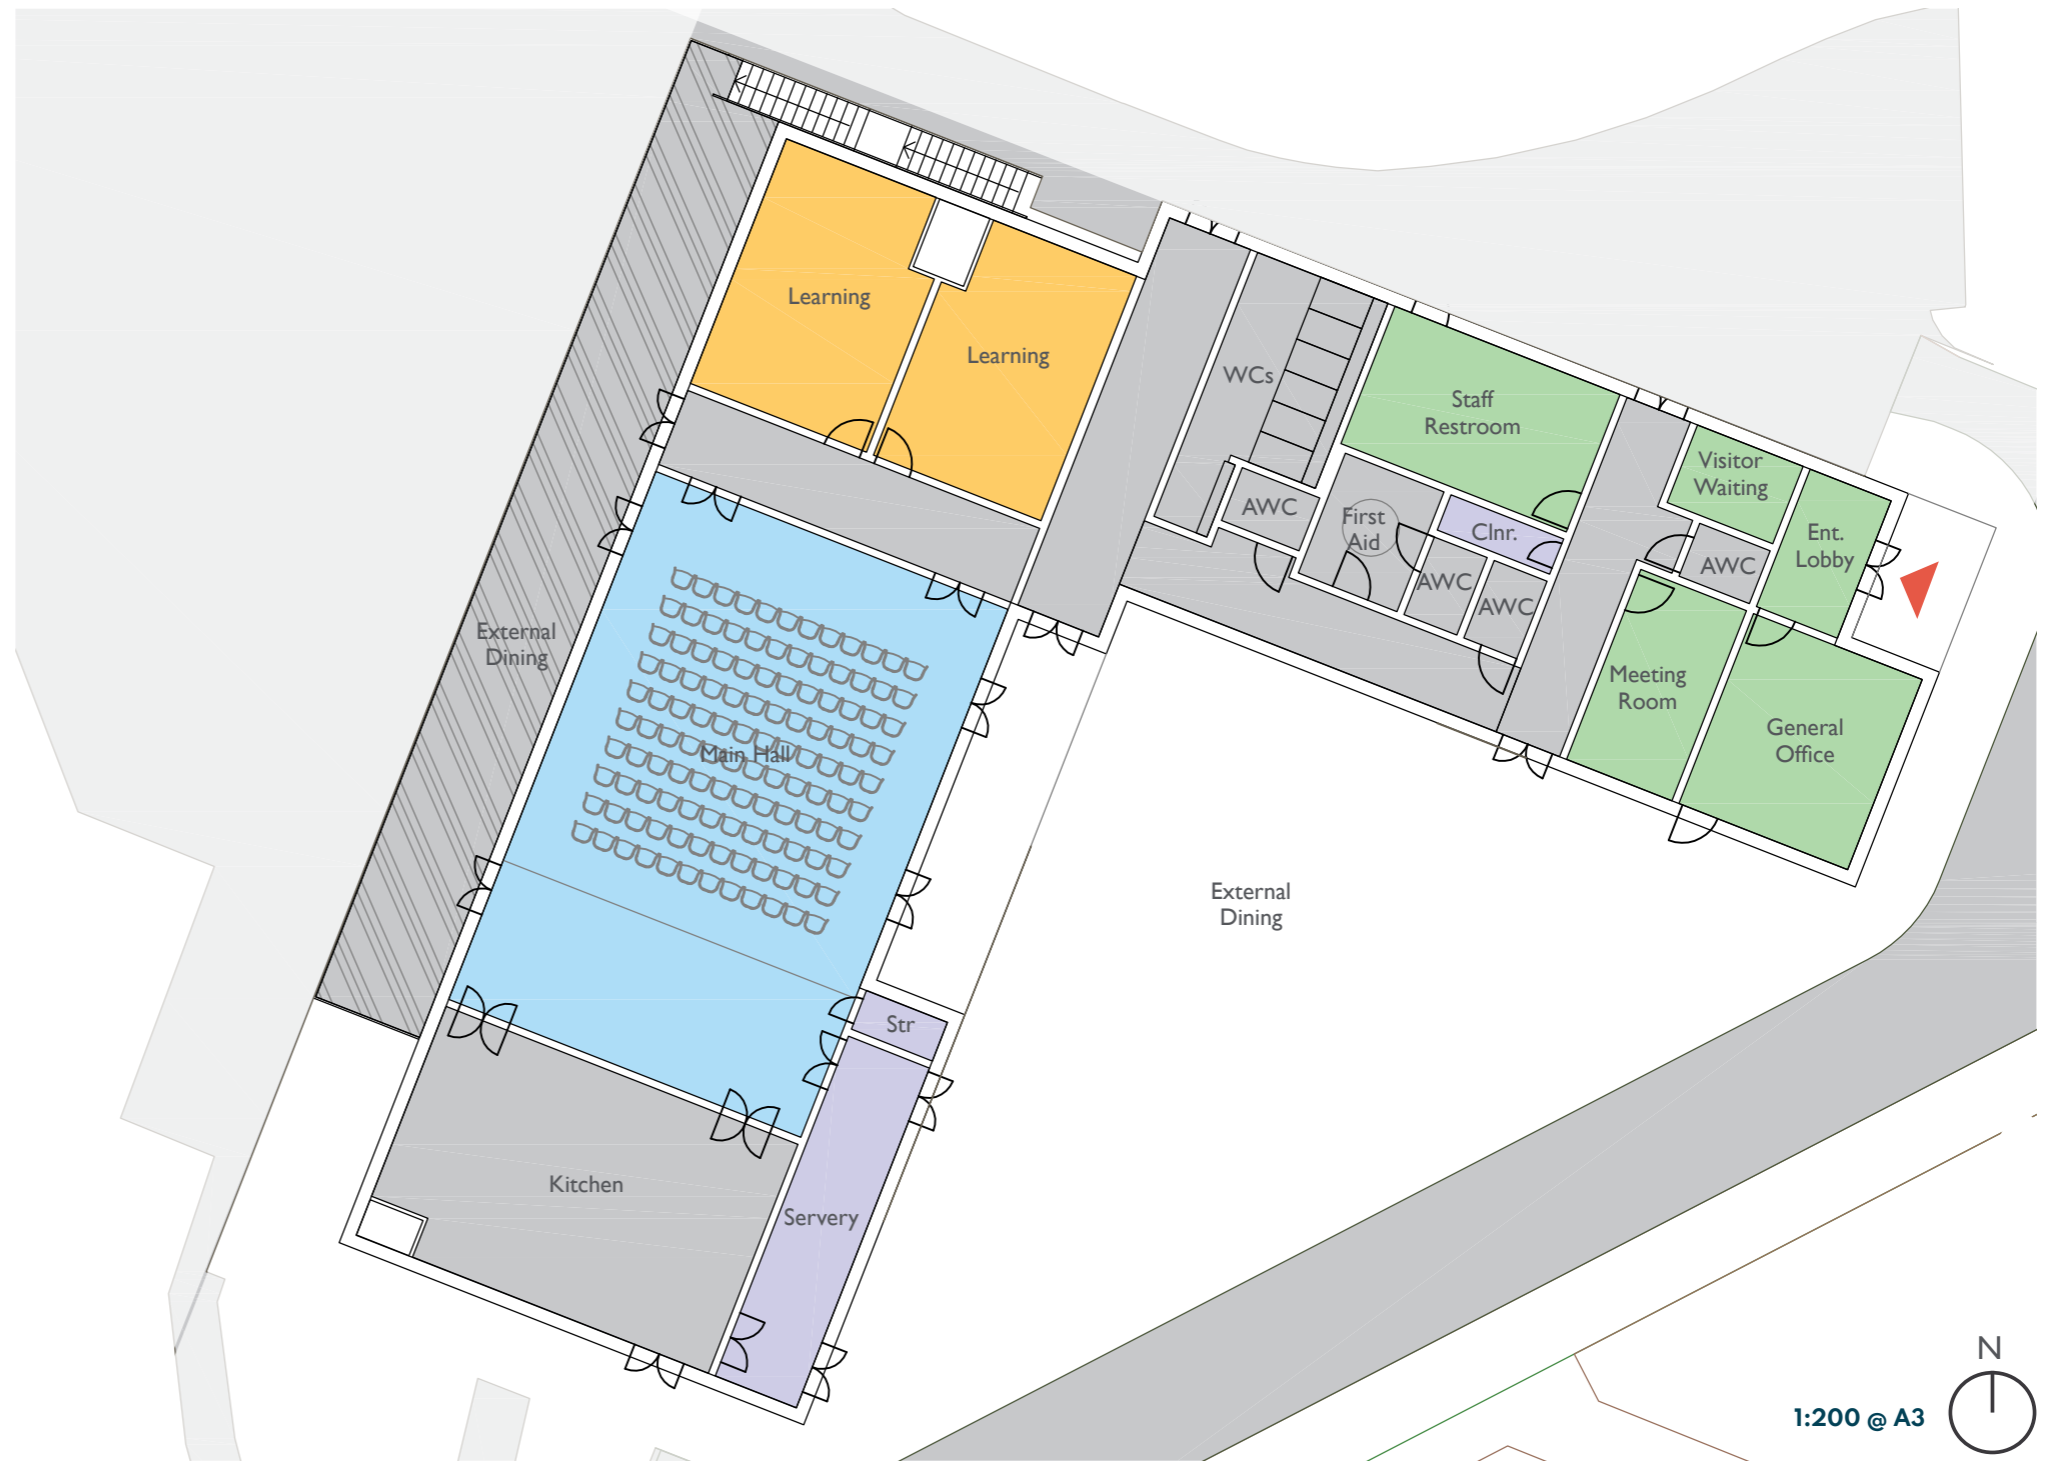 Learning
Learning
WCs
Staff
Restroom
Visitor
Waiting
AWC
First
Aid
Clnr.
Ent.
Lobby
AWC
AWC
AWC
External
Dining
Meeting
Room
General
Office
Main Hall
External
Dining
Str
Kitchen
Servery
N
1:200 @ A3